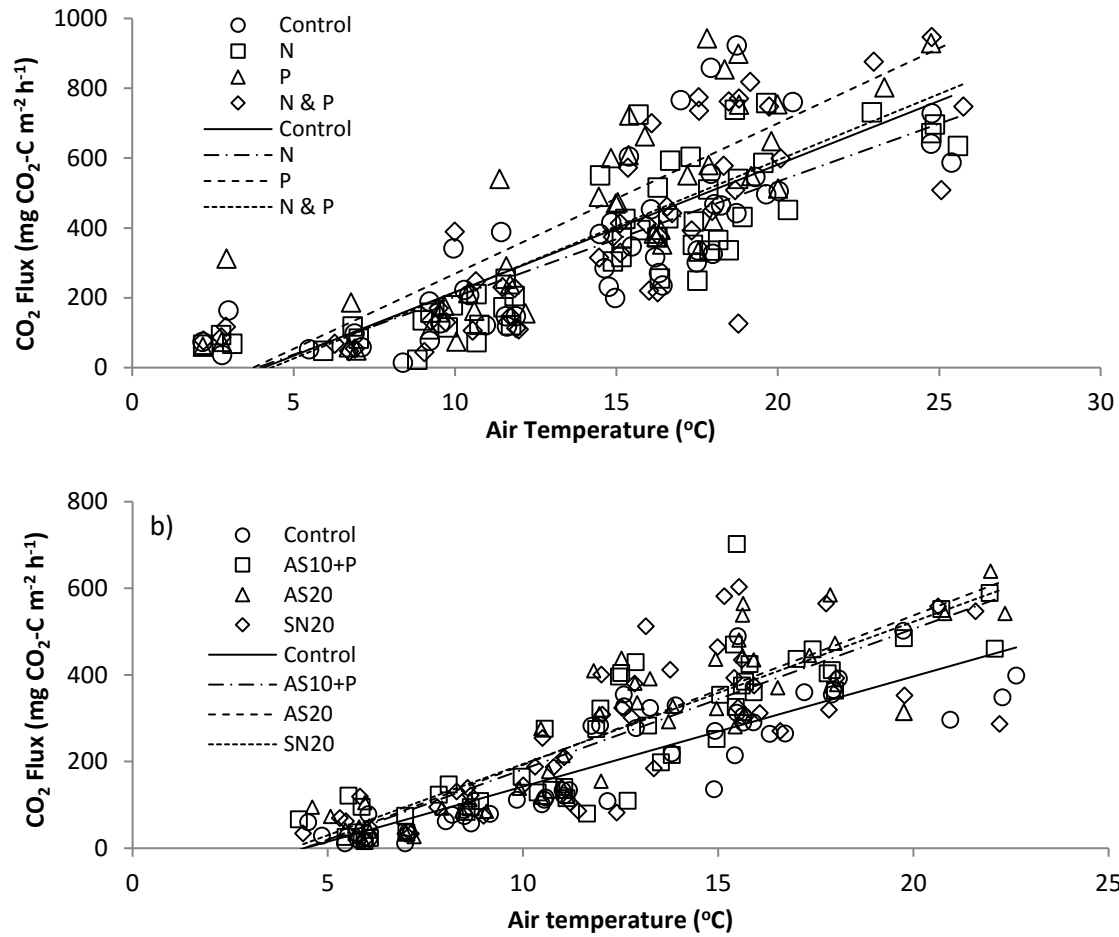 1000
800
600
400
200
0
CO₂ Flux (mg CO₂-C m⁻² h⁻¹)
Control
N
P
N & P
Control
N
P
N & P
0
5
10
15
20
25
30
Air Temperature (ᵒC)
800
600
400
200
0
CO₂ Flux (mg CO₂-C m⁻² h⁻¹)
b)
Control
AS10+P
AS20
SN20
Control
AS10+P
AS20
SN20
0
5
10
15
20
25
Air temperature (ᵒC)